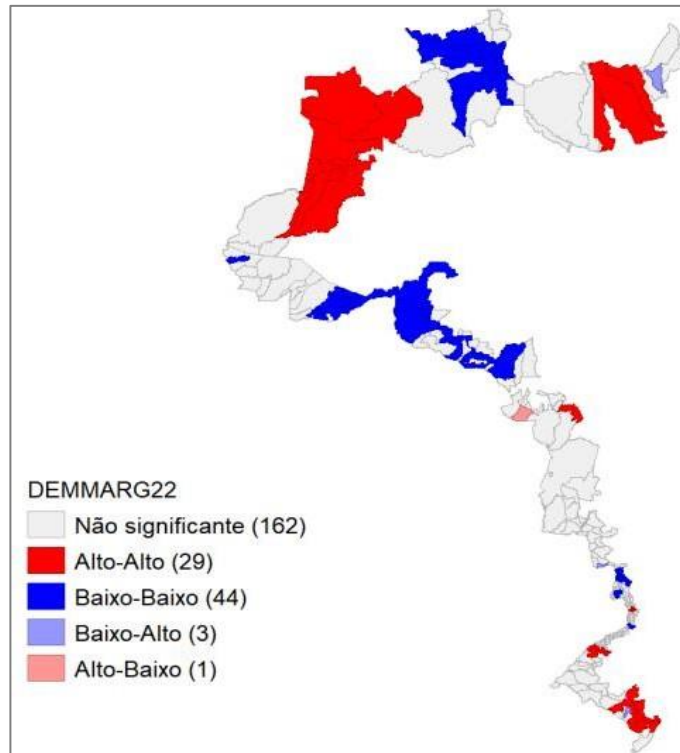 DEMMARG22
Não significante (162)
Alto-Alto (29)
Baixo-Baixo (44)
Baixo-Alto (3)
Alto-Baixo (1)